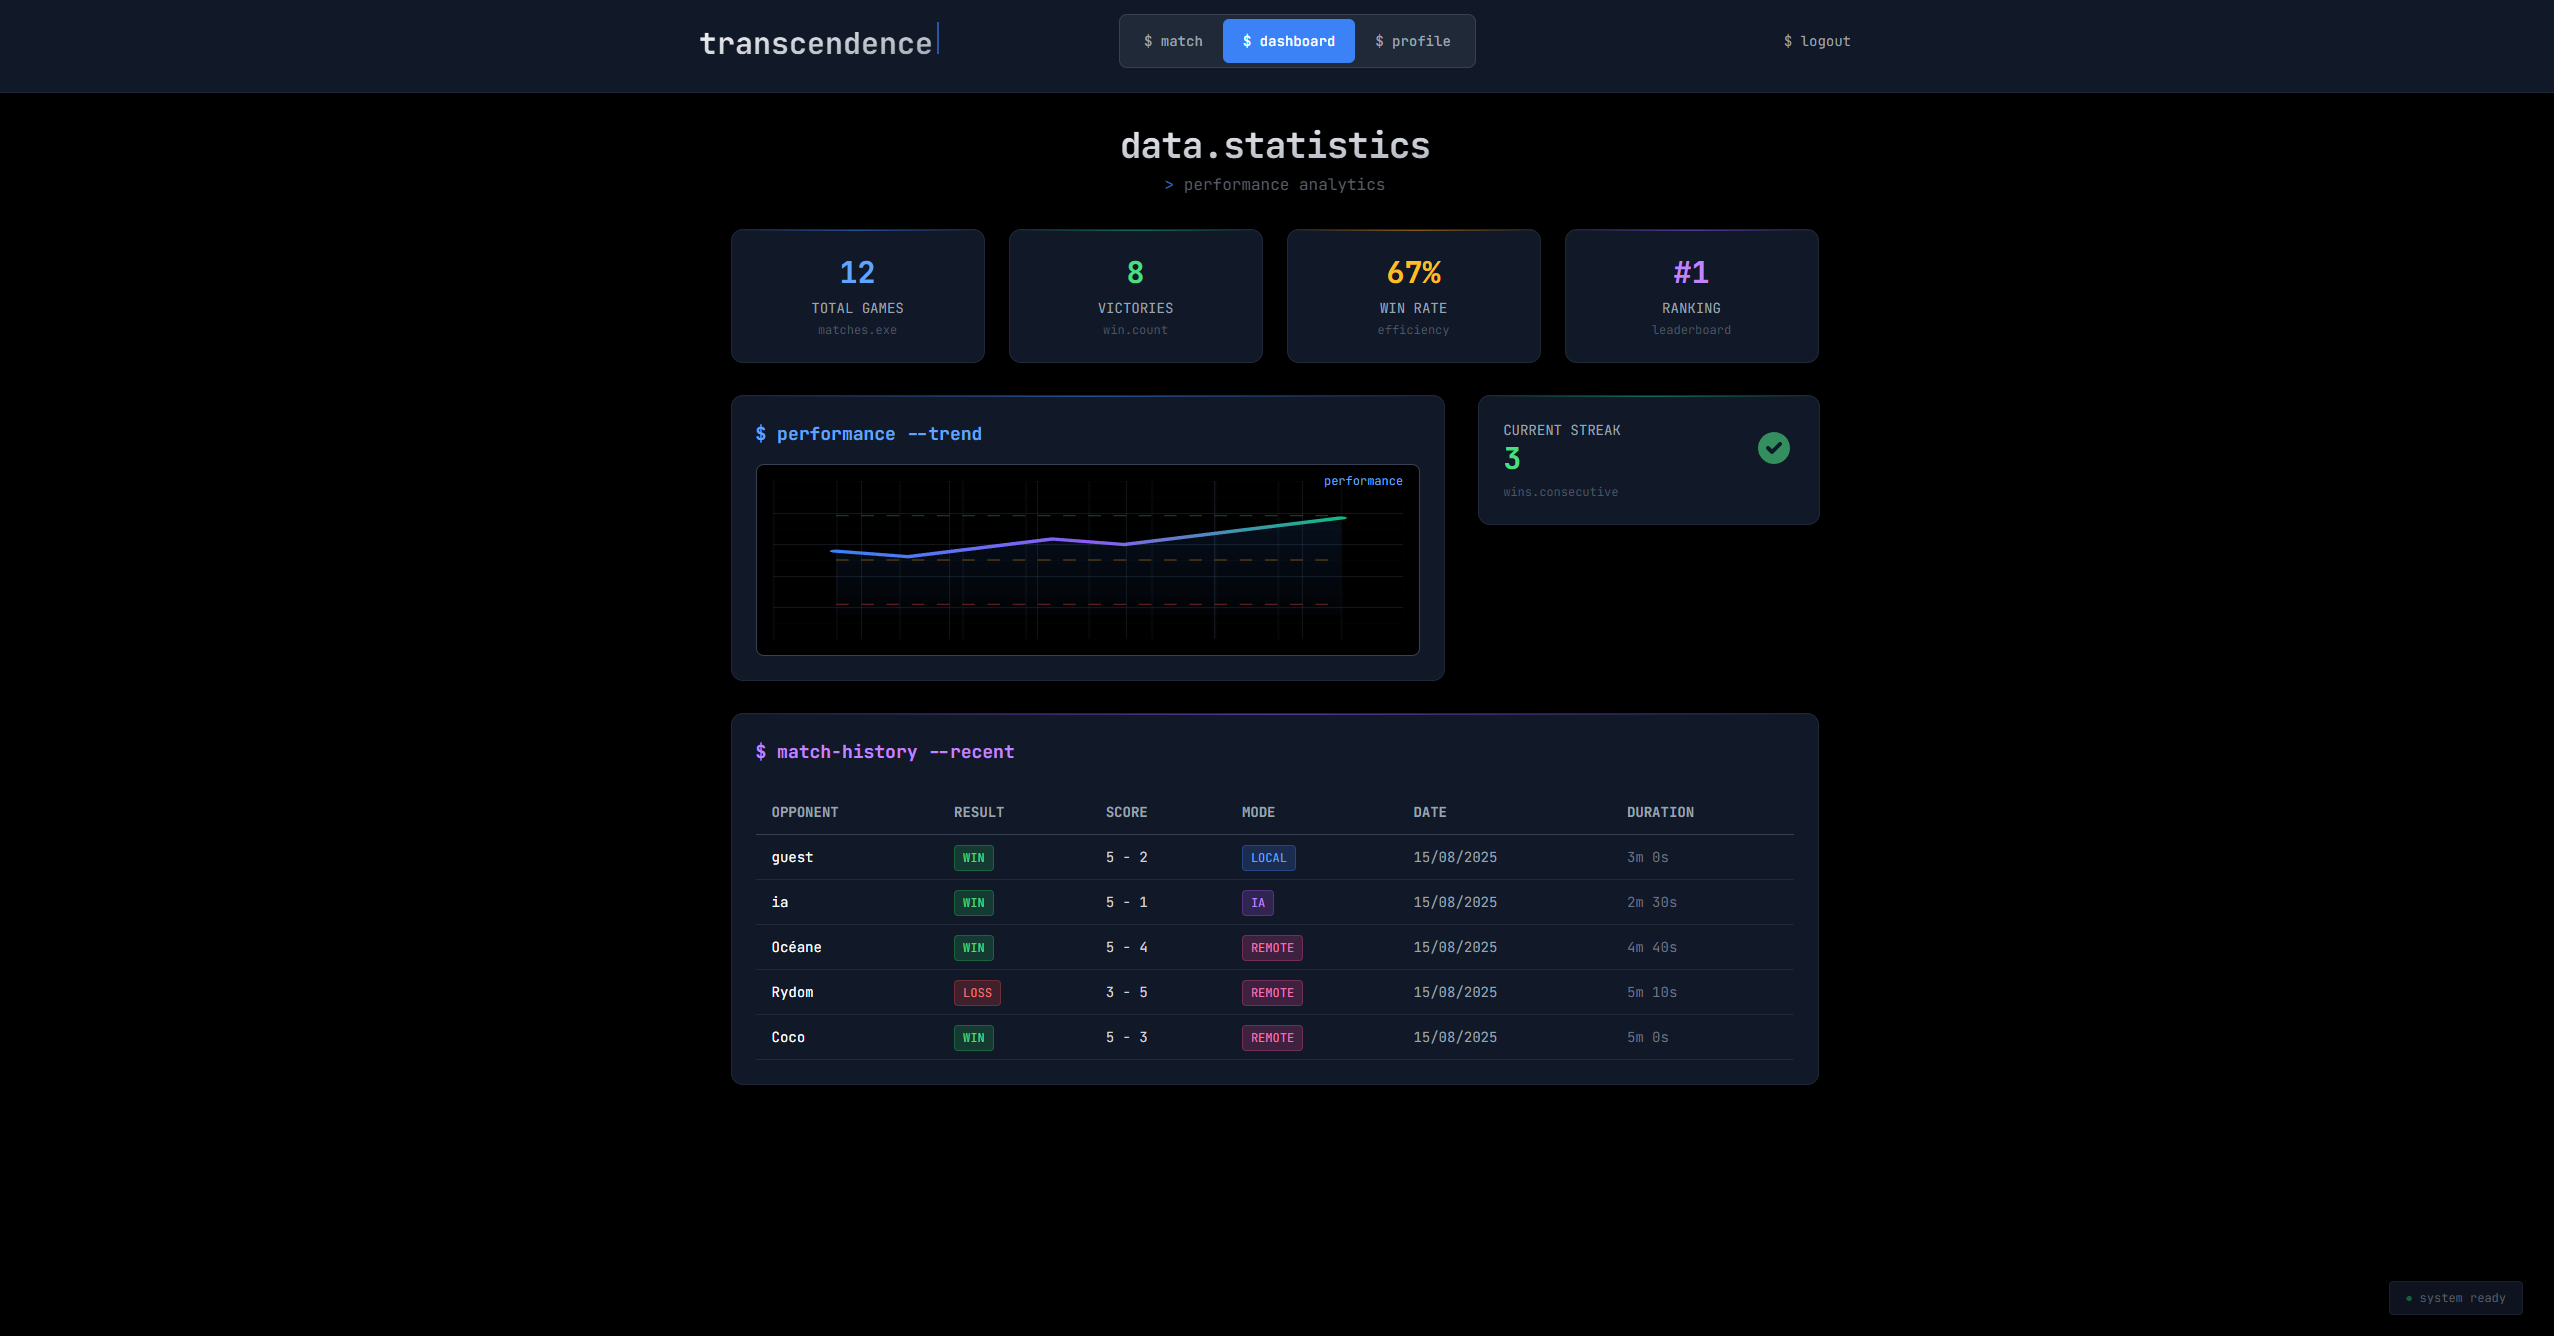 transcendence
$ match $ dashboard $ profile
$ logout
data.statistics
> performance analytics
12
TOTAL GAMES
matches.exe
8
VICTORIES
win.count
67%
WIN RATE
efficiency
#1
RANKING
leaderboard
$ performance --trend
performance
CURRENT STREAK
3
wins.consecutive
$ match-history --recent
OPPONENT RESULT SCORE MODE DATE DURATION
guest WIN 5 - 2 LOCAL 15/08/2025 3m 0s
ia WIN 5 - 1 IA 15/08/2025 2m 30s
Océane WIN 5 - 4 REMOTE 15/08/2025 4m 40s
Rydom LOSS 3 - 5 REMOTE 15/08/2025 5m 10s
Coco WIN 5 - 3 REMOTE 15/08/2025 5m 0s
system ready